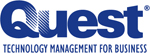 Quest
TECHNOLOGY MANAGEMENT FOR BUSINESS